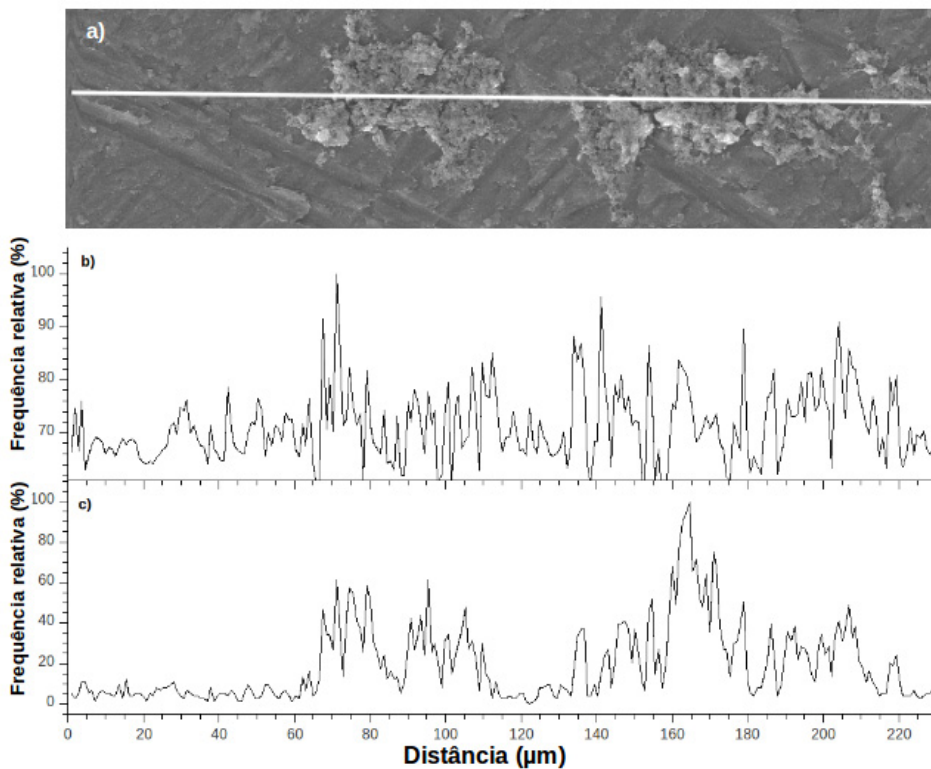 a)
Frequência relativa (%)
b)
100
90
80
70
Frequência relativa (%)
c)
100
80
60
40
20
0
0 20 40 60 80 100 120 140 160 180 200 220
Distância (µm)